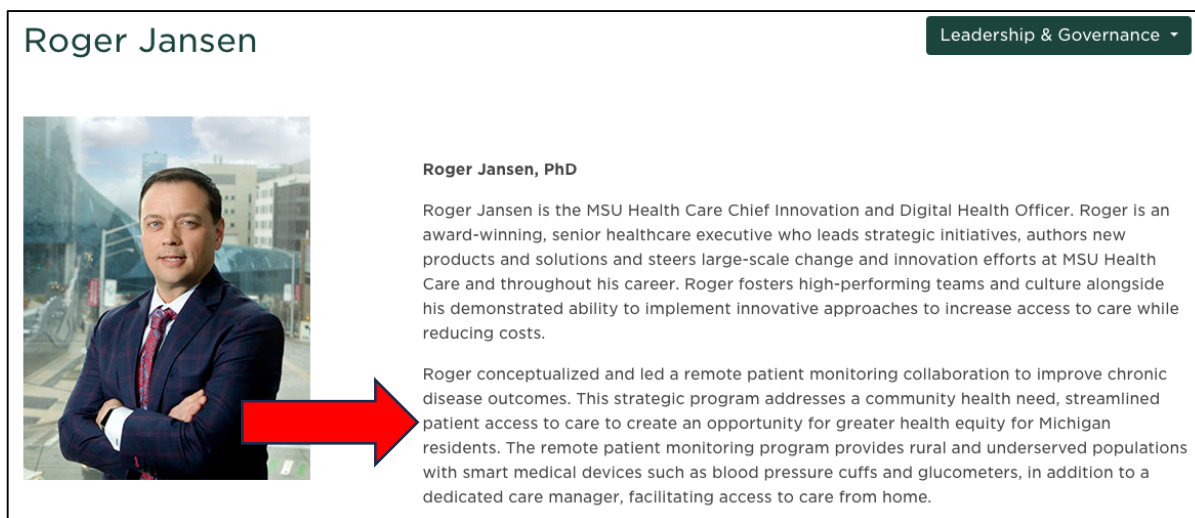 Roger Jansen
Leadership & Governance
Roger Jansen, PhD
Roger Jansen is the MSU Health Care Chief Innovation and Digital Health Officer. Roger is an
award-winning, senior healthcare executive who leads strategic initiatives, authors new
products and solutions and steers large-scale change and innovation efforts at MSU Health
Care and throughout his career. Roger fosters high-performing teams and culture alongside
his demonstrated ability to implement innovative approaches to increase access to care while
reducing costs.
Roger conceptualized and led a remote patient monitoring collaboration to improve chronic
disease outcomes. This strategic program addresses a community health need, streamlined
patient access to care to create an opportunity for greater health equity for Michigan
residents. The remote patient monitoring program provides rural and underserved populations
with smart medical devices such as blood pressure cuffs and glucometers, in addition to a
dedicated care manager, facilitating access to care from home.